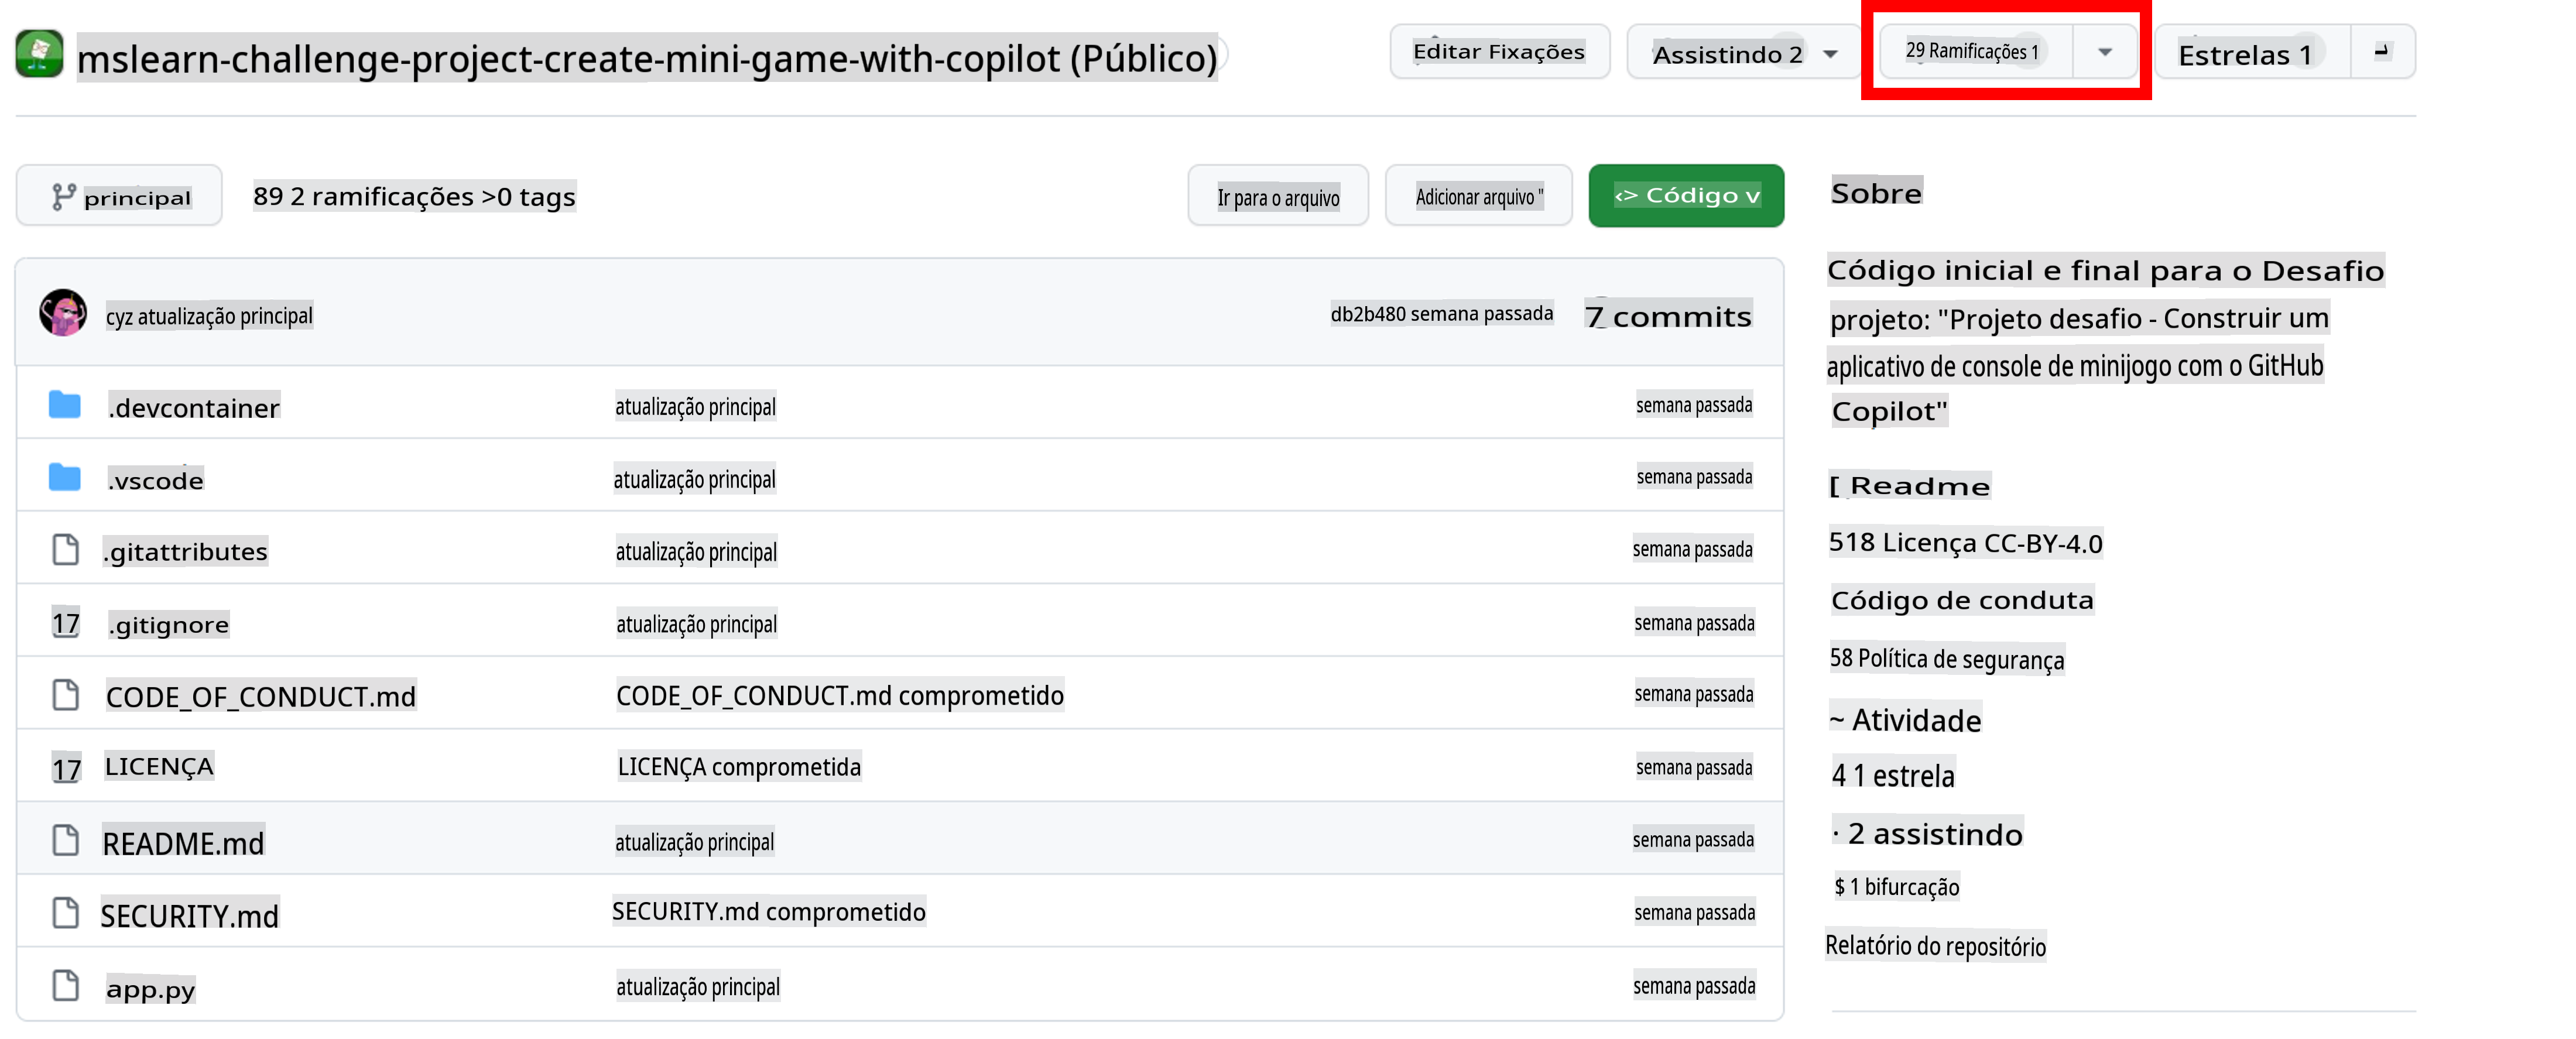 mslearn-challenge-project-create-mini-game-with-copilot (Público)
Editar Fixações
Assistindo 2
29 Ramificações 1
Estrelas 1
principal
89 2 ramificações >0 tags
Ir para o arquivo
Adicionar arquivo "
<> Código v
cyz atualização principal
db2b480 semana passada
7 commits
.devcontainer
atualização principal
semana passada
.vscode
atualização principal
semana passada
.gitattributes
atualização principal
semana passada
17
.gitignore
atualização principal
semana passada
CODE_OF_CONDUCT.md
CODE_OF_CONDUCT.md comprometido
semana passada
17
LICENÇA
LICENÇA comprometida
semana passada
README.md
atualização principal
semana passada
SECURITY.md
SECURITY.md comprometido
semana passada
app.py
atualização principal
semana passada
Sobre
Código inicial e final para o Desafio
projeto: "Projeto desafio - Construir um
aplicativo de console de minijogo com o GitHub
Copilot"
[ Readme
518 Licença CC-BY-4.0
Código de conduta
58 Política de segurança
~ Atividade
4 1 estrela
· 2 assistindo
$ 1 bifurcação
Relatório do repositório